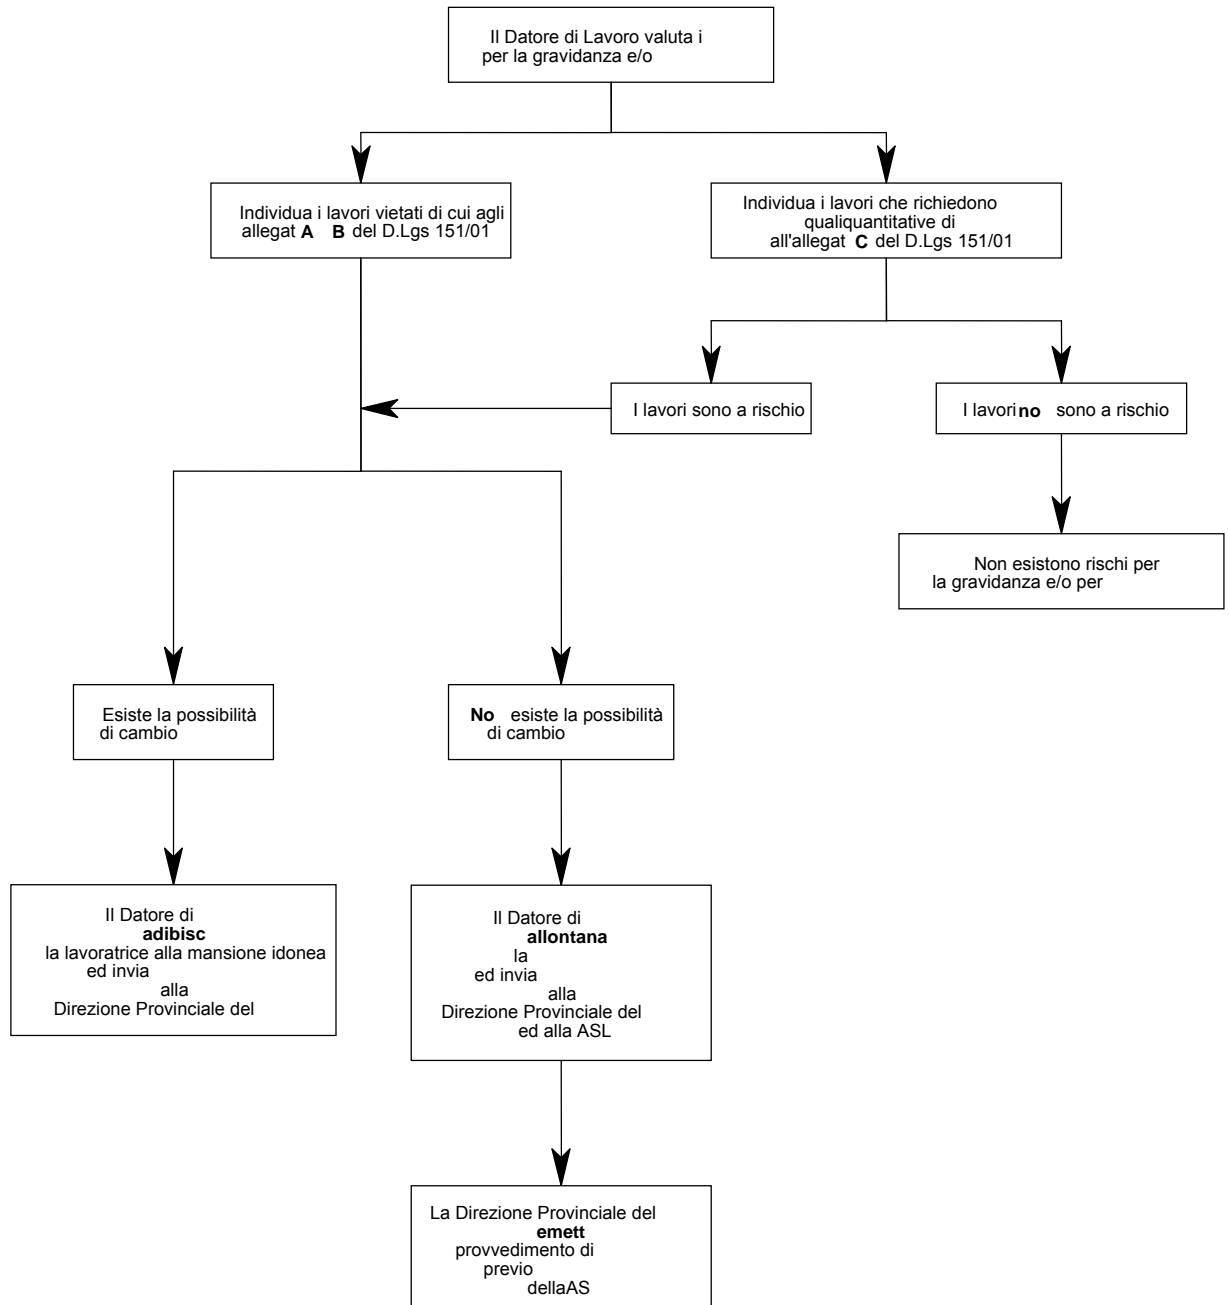 Il Datore di Lavoro valuta i
per la gravidanza e/o
Individua i lavori vietati di cui agli
allegat A B del D.Lgs 151/01
Individua i lavori che richiedono
qualiquantitative di
all'allegat C del D.Lgs 151/01
I lavori sono a rischio
I lavori no sono a rischio
Non esistono rischi per
la gravidanza e/o per
Esiste la possibilità
di cambio
No esiste la possibilità
di cambio
Il Datore di
adibisc
la lavoratrice alla mansione idonea
ed invia
alla
Direzione Provinciale del
Il Datore di
allontana
la
ed invia
alla
Direzione Provinciale del
ed alla ASL
La Direzione Provinciale del
emett
provvedimento di
previo
dellaAS